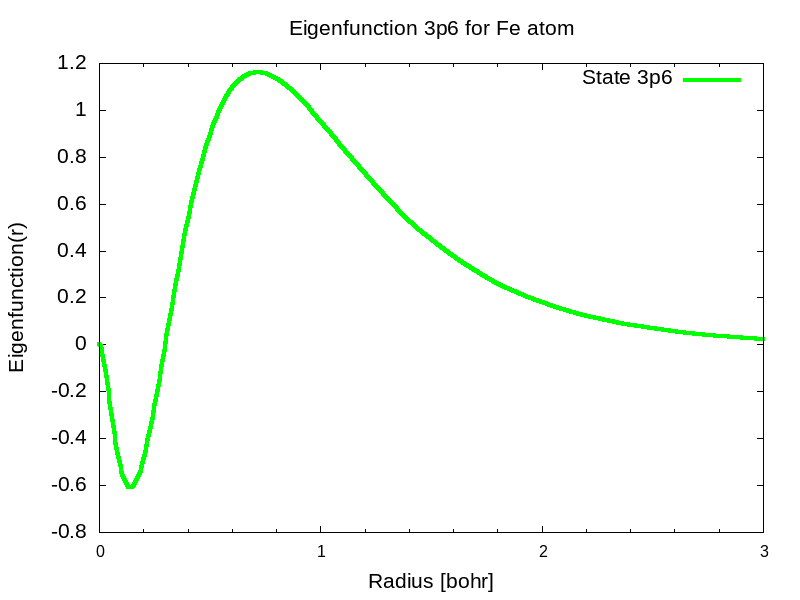 Eigenfunction 3p6 for Fe atom
State 3p6
1.2
1
0.8
0.6
0.4
0.2
0
-0.2
-0.4
-0.6
-0.8
Eigenfunction(r)
0 1 2 3
Radius [bohr]